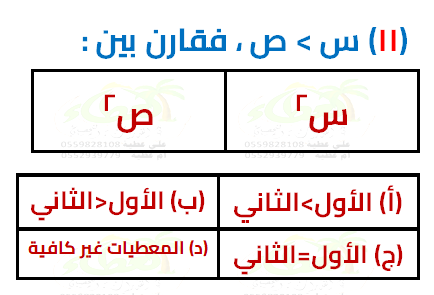 (١١) س > ص ، فقارن بين :
س٢ ص٢
(أ) الأول>الثاني (ب) الأول<الثاني
(ج) الأول=الثاني (د) المعطيات غير كافية